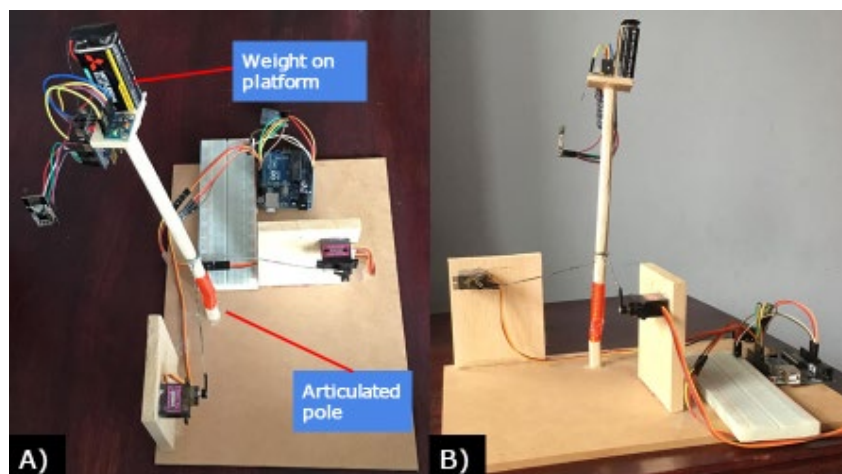 Weight on
platform
Articulated
pole
A)
B)